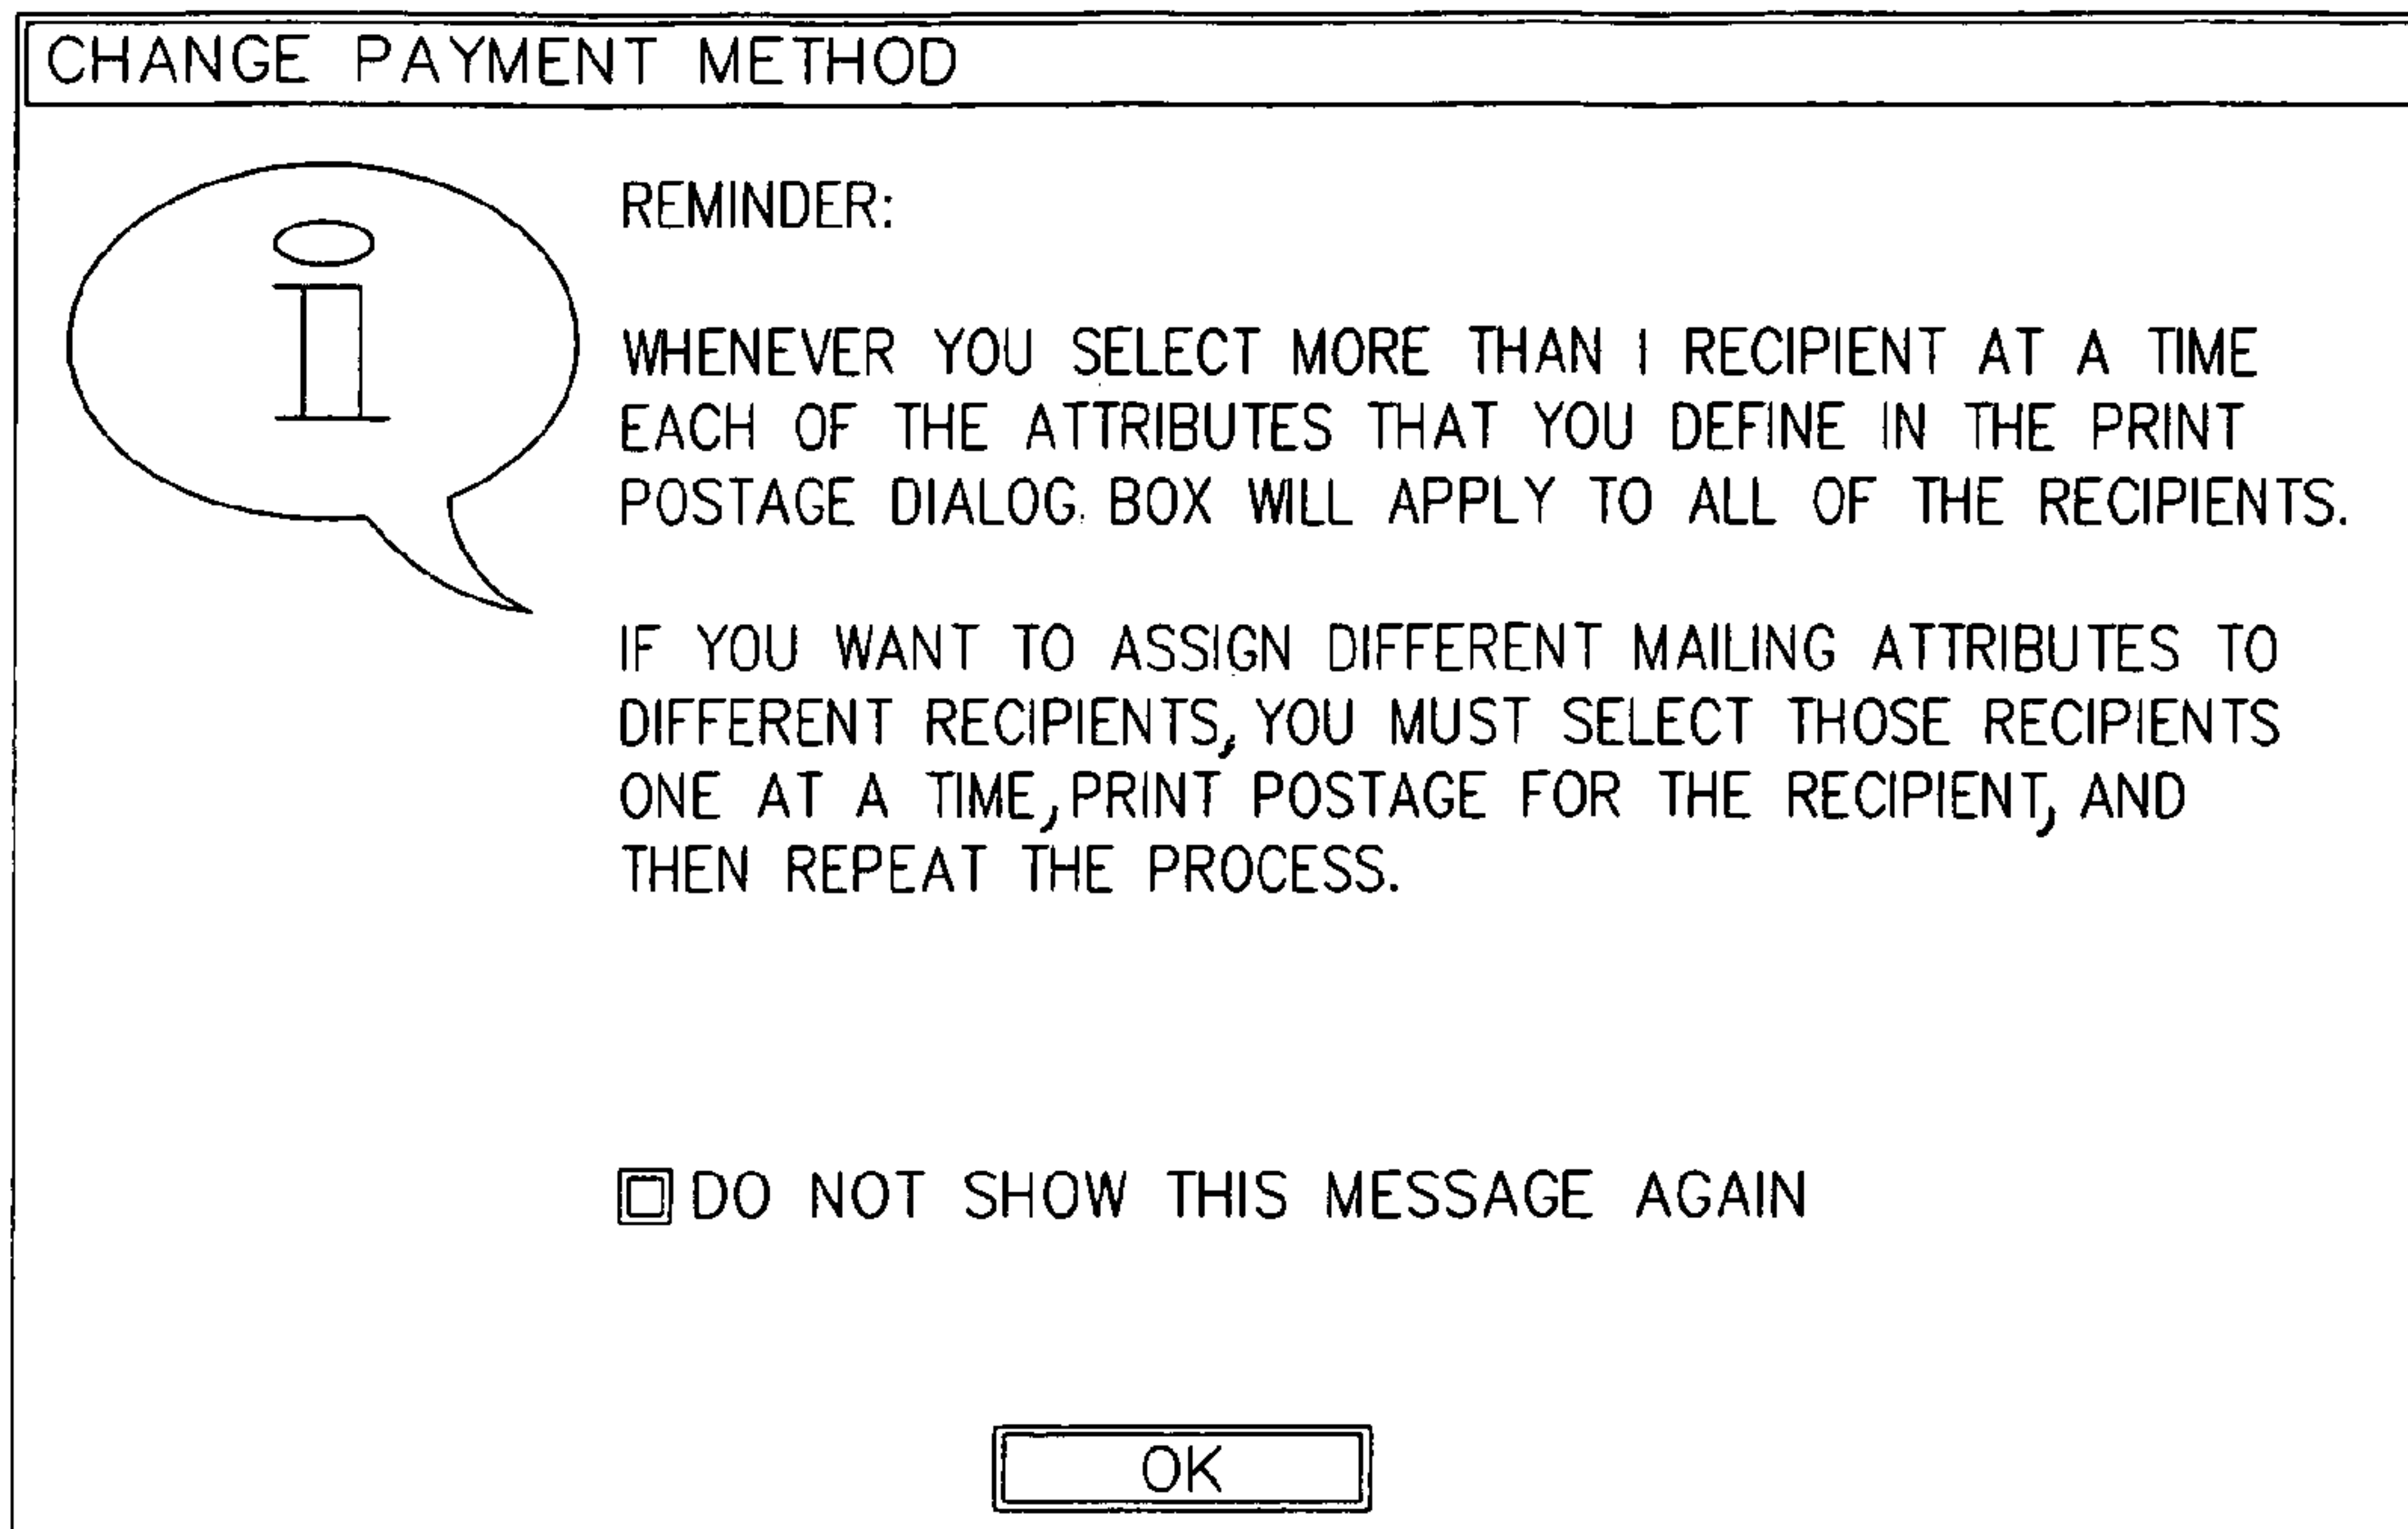 CHANGE PAYMENT METHOD
i
REMINDER:
WHENEVER YOU SELECT MORE THAN 1 RECIPIENT AT A TIME
EACH OF THE ATTRIBUTES THAT YOU DEFINE IN THE PRINT
POSTAGE DIALOG BOX WILL APPLY TO ALL OF THE RECIPIENTS.
IF YOU WANT TO ASSIGN DIFFERENT MAILING ATTRIBUTES TO
DIFFERENT RECIPIENTS, YOU MUST SELECT THOSE RECIPIENTS
ONE AT A TIME, PRINT POSTAGE FOR THE RECIPIENT, AND
THEN REPEAT THE PROCESS.
DO NOT SHOW THIS MESSAGE AGAIN
OK